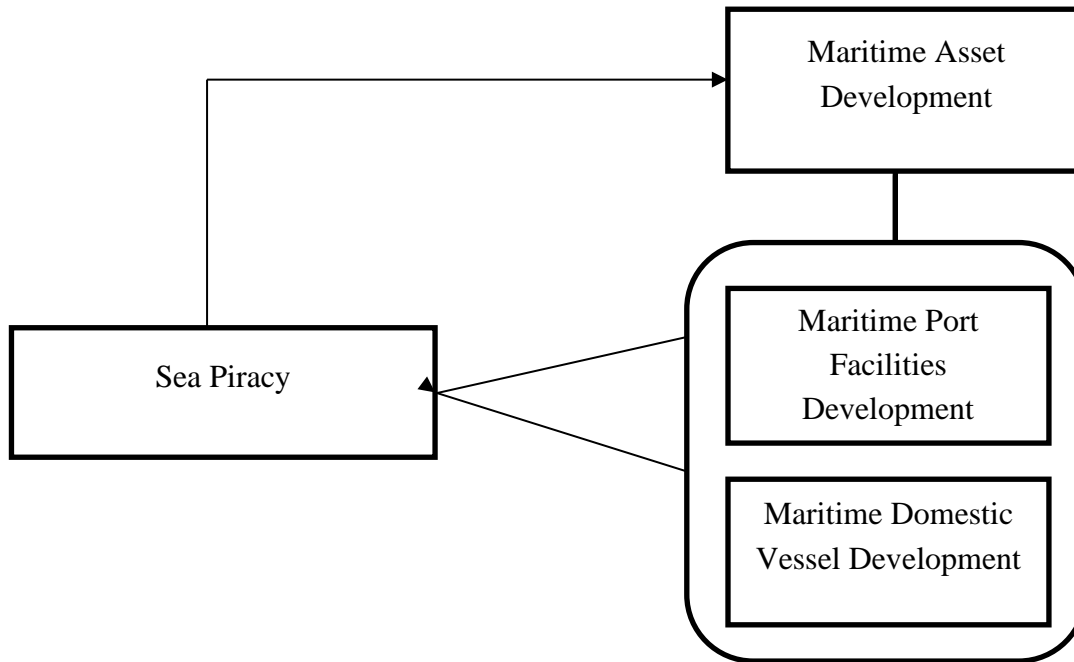 Maritime Asset
Development
Sea Piracy
Maritime Port
Facilities
Development
Maritime Domestic
Vessel Development